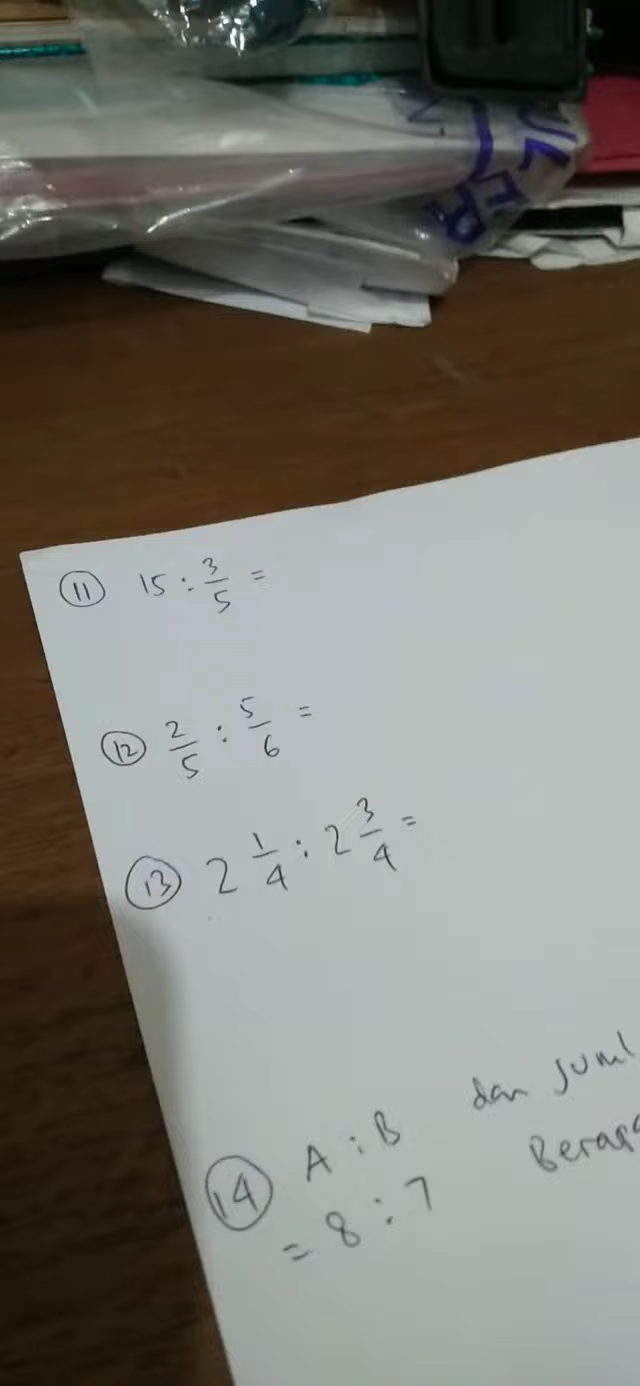 11 15 : 3/5 =
12 2/5 : 5/6 =
13 2 1/4 : 2 3/4 =
14 A : B dan
= 8 : 7